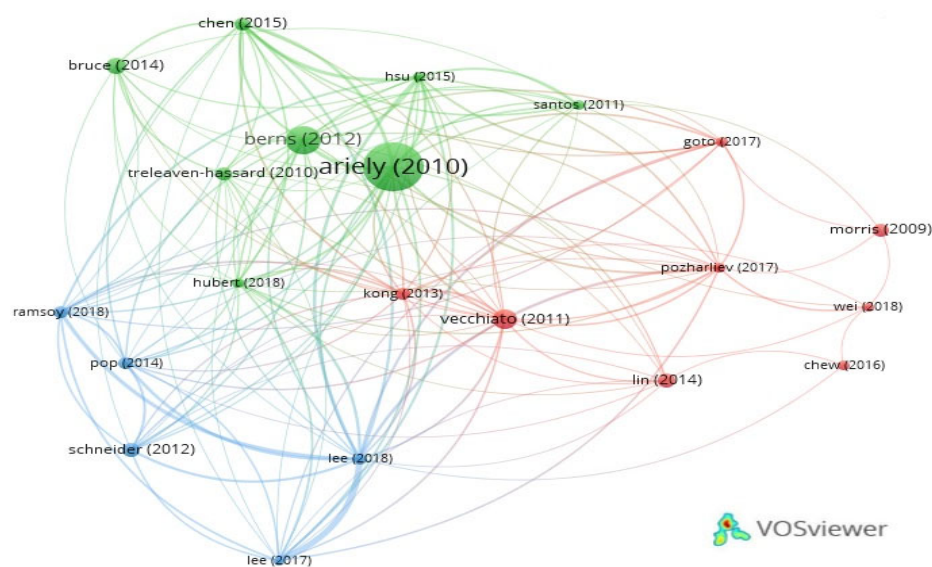 chen (2015)
bruce (2014)
hsu (2015)
santos (2011)
berns (2012)
goto (2017)
ariely (2010)
treleaven-hassard (2010)
morris (2009)
pozharliev (2017)
hubert (2018)
kong (2013)
wei (2018)
ramsoy (2018)
vecchiato (2011)
pop (2014)
chew (2016)
lin (2014)
schneider (2012)
lee (2018)
VOSviewer
lee (2017)